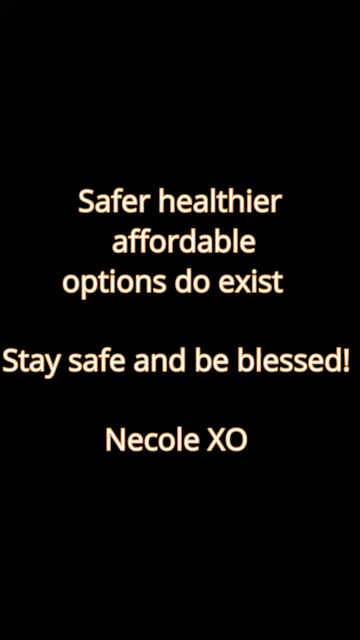 Safer healthier
affordable
options do exist
Stay safe and be blessed!
Necole XO